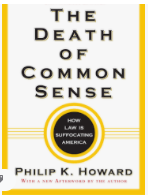 THE
DEATH
OF
COMMON
SENSE
HOW
LAW IS
SUFFOCATING
AMERICA
PHILIP K. HOWARD
WITH A NEW AFTERWORD BY THE AUTHOR